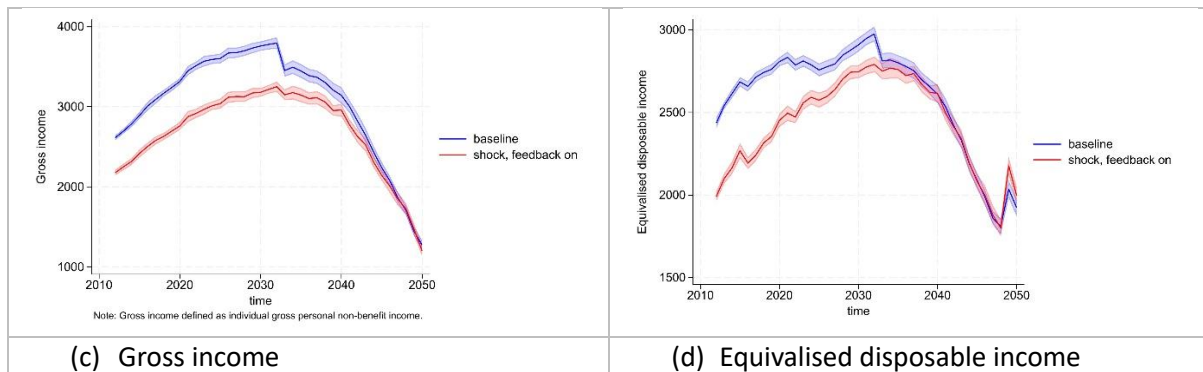 4000
3000
2000
1000
Gross income
2010 2020 2030 2040 2050
time
Note: Gross income defined as individual gross personal non-benefit income.
baseline
shock, feedback on
3000
2500
2000
1500
Equivalised disposable income
2010 2020 2030 2040 2050
time
baseline
shock, feedback on
(c) Gross income
(d) Equivalised disposable income